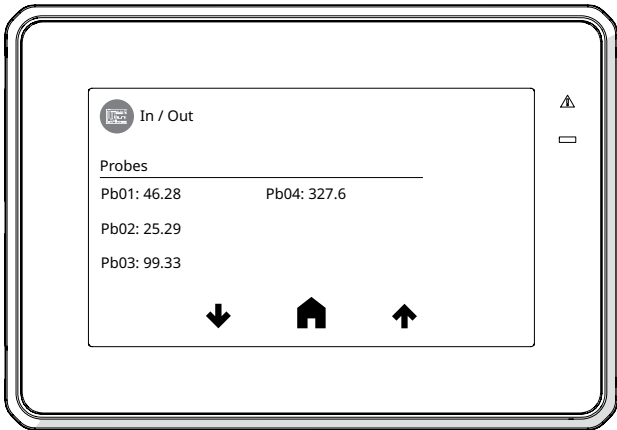 In / Out
Probes
Pb01: 46.28
Pb04: 327.6
Pb02: 25.29
Pb03: 99.33